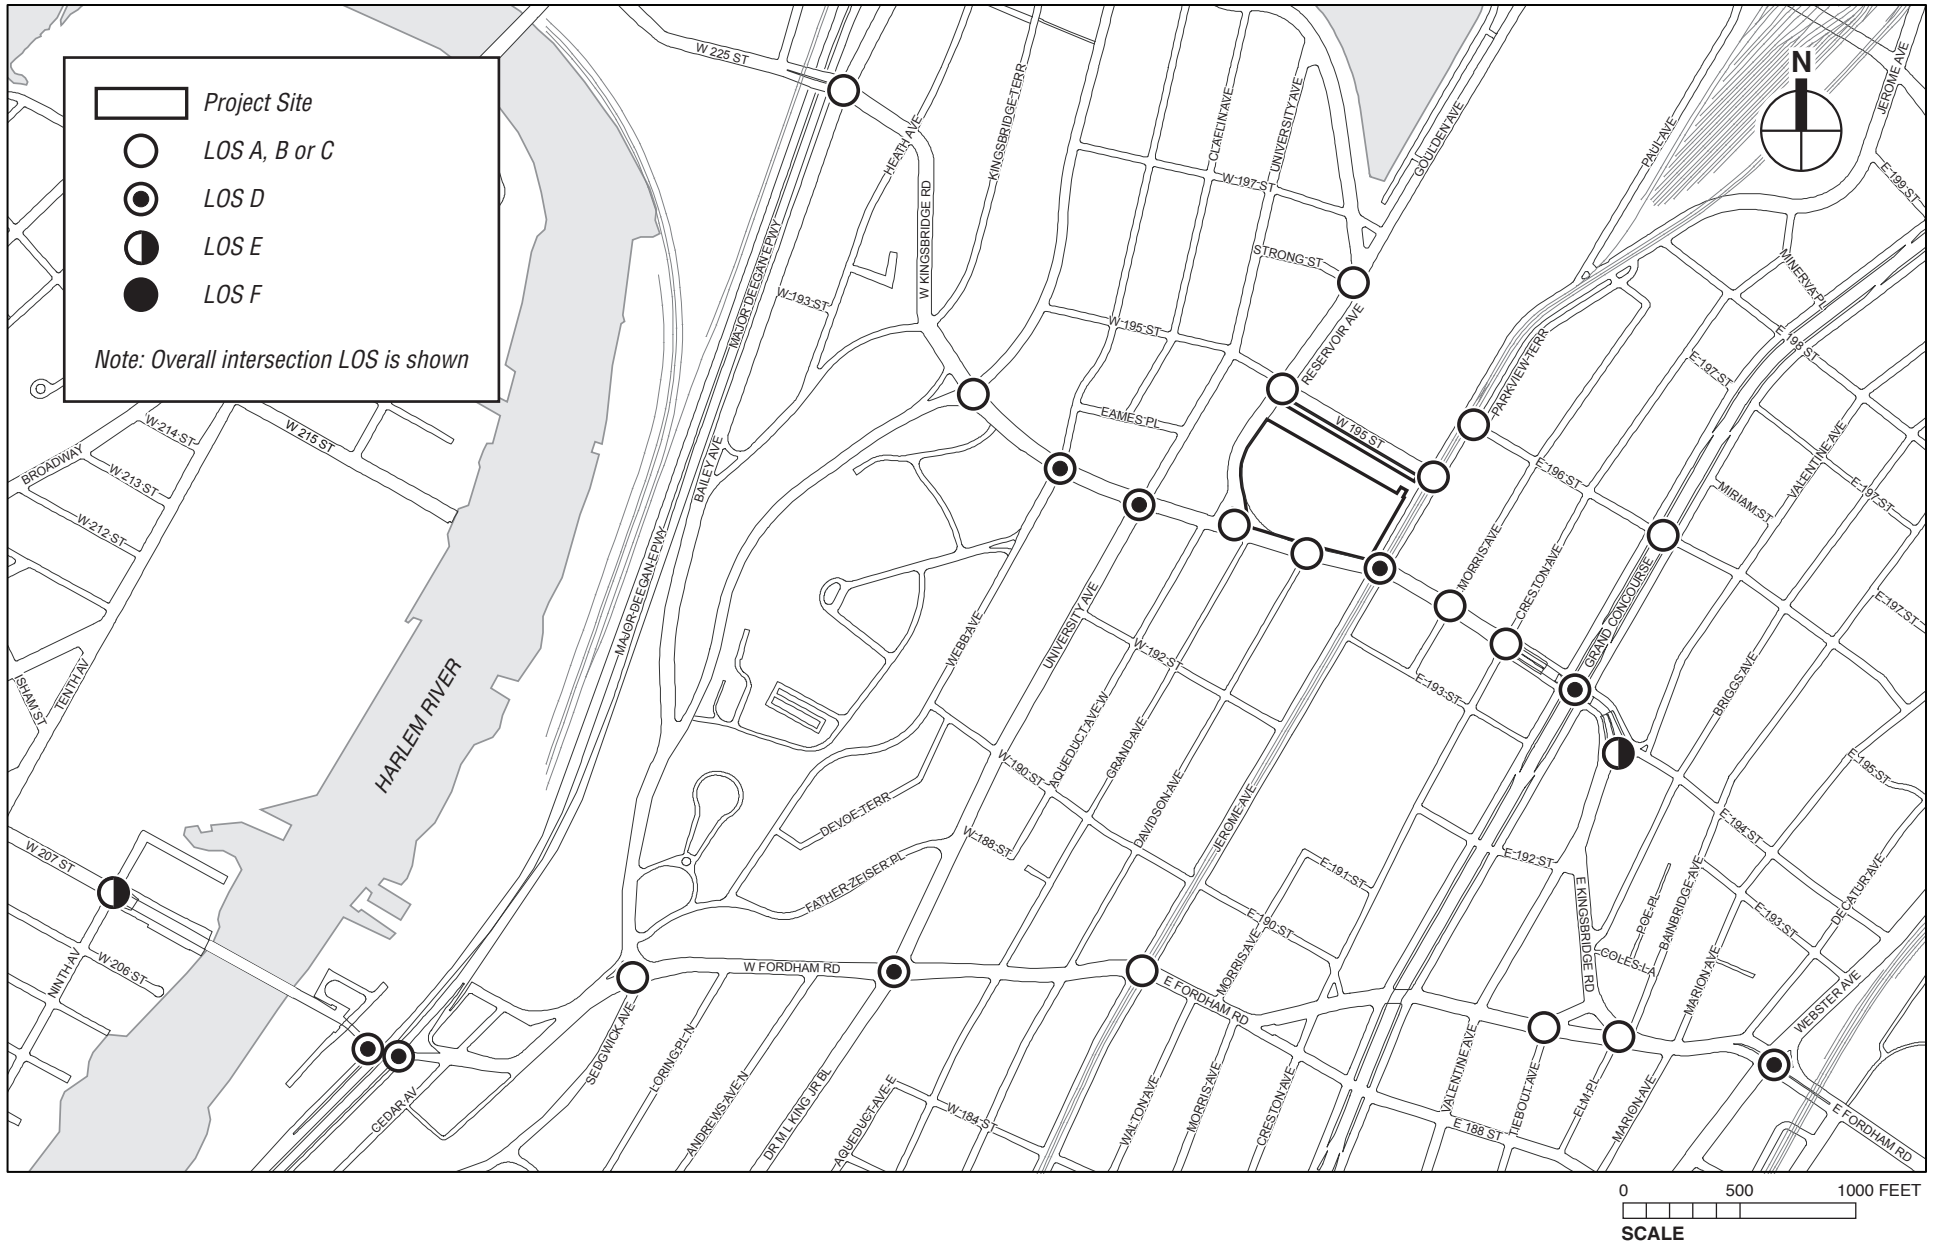 Project Site
LOS A, B or C
LOS D
LOS E
LOS F
Note: Overall intersection LOS is shown
N
W 225 ST
HEATH AVE
KINGSBRIDGE TERR
W KINGSBRIDGE RD
CLAFLIN AVE
UNIVERSITY AVE
W 197 ST
GOULDEN AVE
PAUL AVE
JEROME AVE
E 199 ST
STRONG ST
MINERVA PL
MAJOR DEEGAN EPWY
W 193 ST
W 195 ST
RESERVOIR AVE
PARKVIEW TERR
E 198 ST
E 197 ST
EAMES PL
W 195 ST
E 196 ST
MIRIAM ST
VALENTINE AVE
E 197 ST
W 214 ST
W 215 ST
BROADWAY
W 213 ST
W 212 ST
BAILEY AVE
MAJOR DEEGAN EPWY
MORRIS AVE
CRESTON AVE
GRAND CONCOURSE
E 197 ST
WEBB AVE
UNIVERSITY AVE
W 192 ST
E 193 ST
BRIGGS AVE
ISHAM ST
TENTH AV
HARLEM RIVER
AQUEDUCT AVE W
GRAND AVE
W 190 ST
DAVIDSON AVE
JEROME AVE
E 195 ST
DEVOE TERR
W 188 ST
E 194 ST
W 207 ST
FATHER ZEISER PL
E 191 ST
E 192 ST
E KINGSBRIDGE RD
POE PL
BAINBRIDGE AVE
DECATUR AVE
E 190 ST
E 193 ST
MORRIS AVE
COLES LA
MARION AVE
NINTH AV
W 206 ST
W FORDHAM RD
E FORDHAM RD
WEBSTER AVE
SEDGWICK AVE
LORING PL N
ANDREWS AVE N
DR M L KING JR BL
AQUEDUCT AVE E
W 184 ST
WALTON AVE
MORRIS AVE
CRESTON AVE
VALENTINE AVE
E 188 ST
TIEBOUT AVE
ELM PL
MARION AVE
E FORDHAM RD
CEDAR AV
0 500 1000 FEET
SCALE